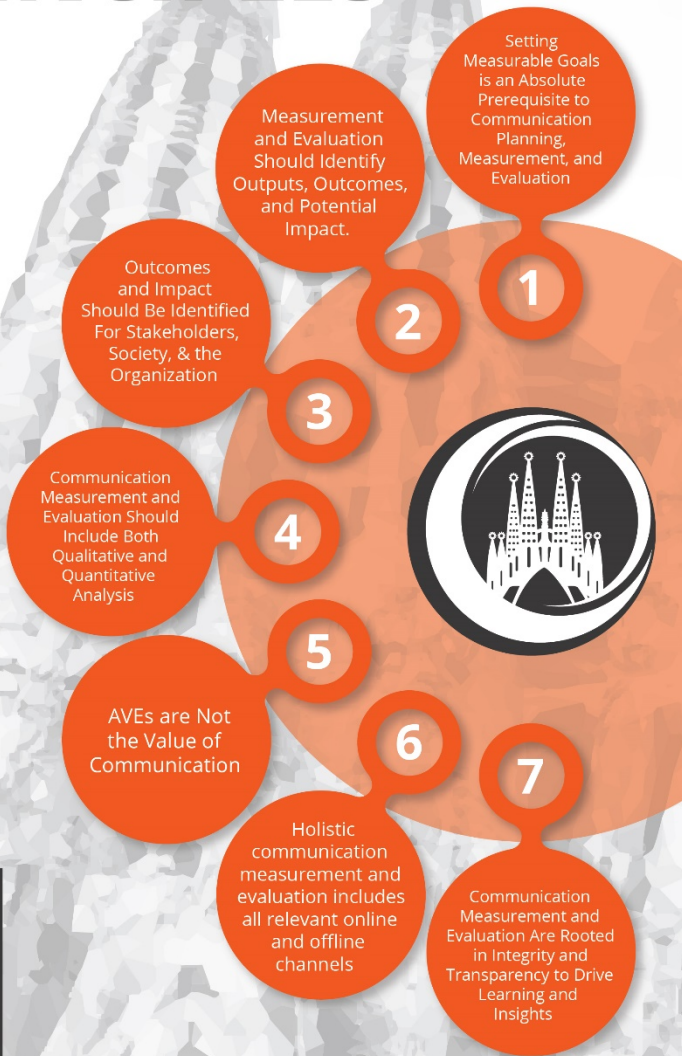 1
Setting
Measurable Goals
is an Absolute
Prerequisite to
Communication
Planning,
Measurement, and
Evaluation
2
Measurement
and Evaluation
Should Identify
Outputs, Outcomes,
and Potential
Impact.
3
Outcomes
and Impact
Should Be Identified
For Stakeholders,
Society, & the
Organization
4
Communication
Measurement and
Evaluation Should
Include Both
Qualitative and
Quantitative
Analysis
5
AVEs are Not
the Value of
Communication
6
Holistic
communication
measurement and
evaluation includes
all relevant online
and offline
channels
7
Communication
Measurement and
Evaluation Are Rooted
in Integrity and
Transparency to Drive
Learning and
Insights